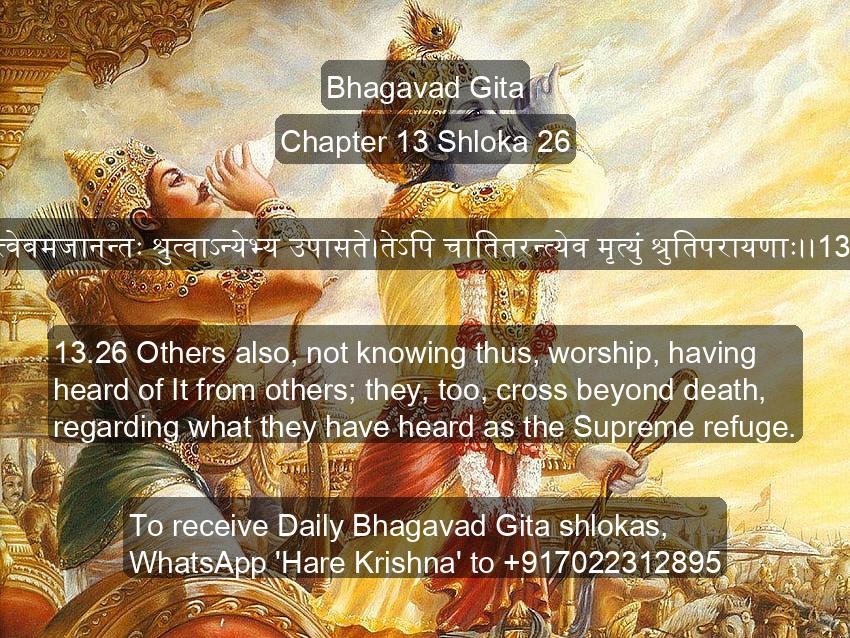 Bhagavad Gita
Chapter 13 Shloka 26
त्वेवमजानन्तः श्रुत्वाऽन्येभ्य उपासते।तेऽपि चातितरन्त्येव मृत्युं श्रुतिपरायणाः।।13
13.26 Others also, not knowing thus, worship, having
heard of It from others; they, too, cross beyond death,
regarding what they have heard as the Supreme refuge.
To receive Daily Bhagavad Gita shlokas,
WhatsApp 'Hare Krishna' to +917022312895